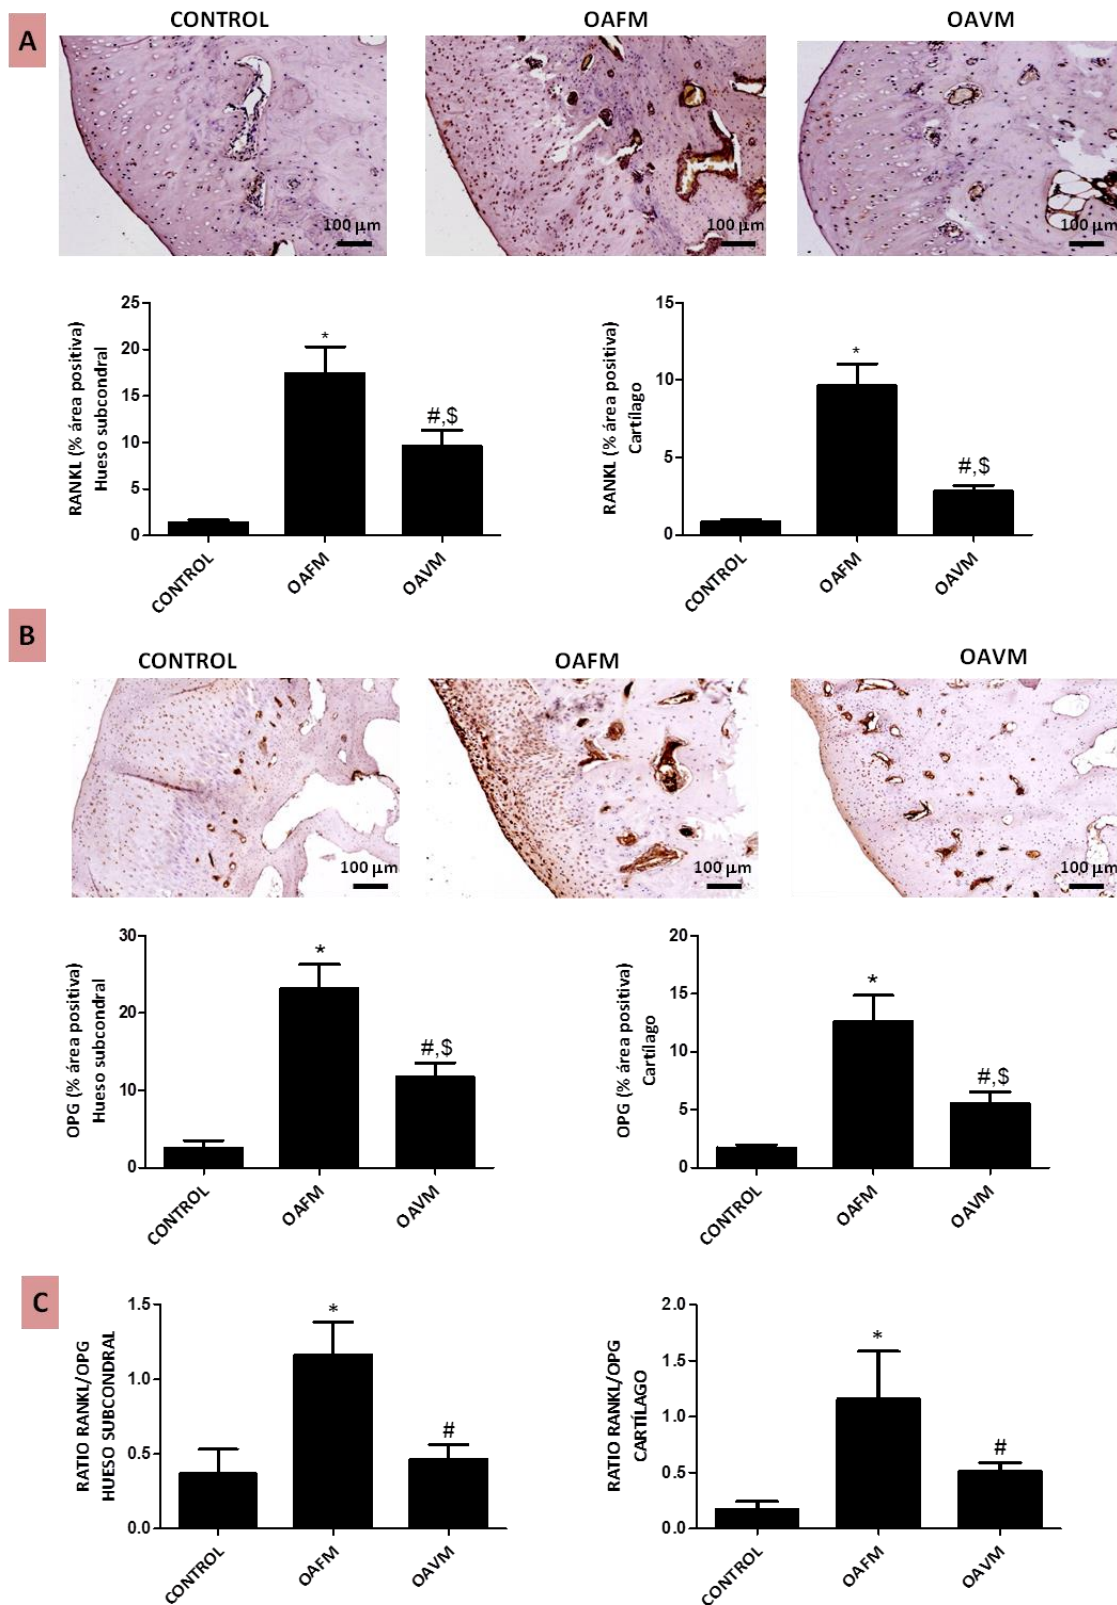 A
CONTROL
OAFM
OAVM
100 µm
100 µm
100 µm
RANKL (% área positiva)
Hueso subcondral
25
20
15
10
5
0
*
#,$
CONTROL
OAFM
OAVM
RANKL (% área positiva)
Cartílago
15
10
5
0
*
#,$
CONTROL
OAFM
OAVM
B
CONTROL
OAFM
OAVM
100 µm
100 µm
100 µm
OPG (% área positiva)
Hueso subcondral
30
20
10
0
*
#,$
CONTROL
OAFM
OAVM
OPG (% área positiva)
Cartílago
20
15
10
5
0
*
#,$
CONTROL
OAFM
OAVM
C
RATIO RANKL/OPG
HUESO SUBCONDRAL
1.5
1.0
0.5
0.0
*
#
CONTROL
OAFM
OAVM
RATIO RANKL/OPG
CARTÍLAGO
2.0
1.5
1.0
0.5
0.0
*
#
CONTROL
OAFM
OAVM